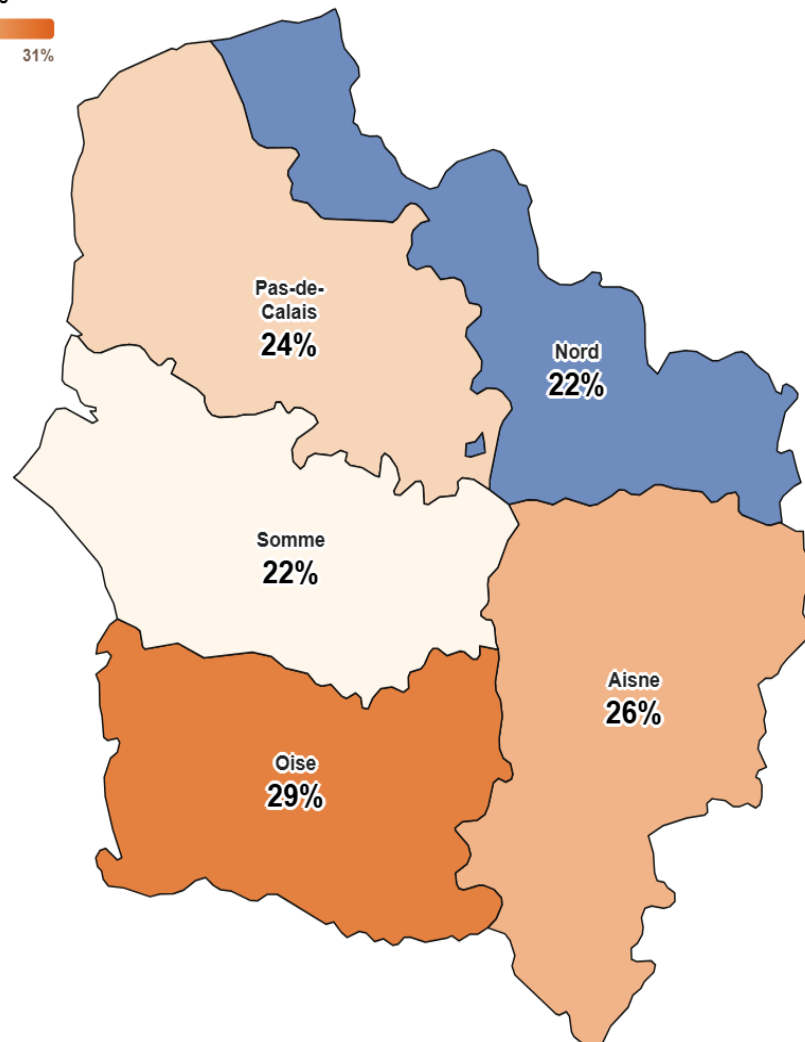 31%
Pas-de-
Calais
24%
Nord
22%
Somme
22%
Aisne
26%
Oise
29%